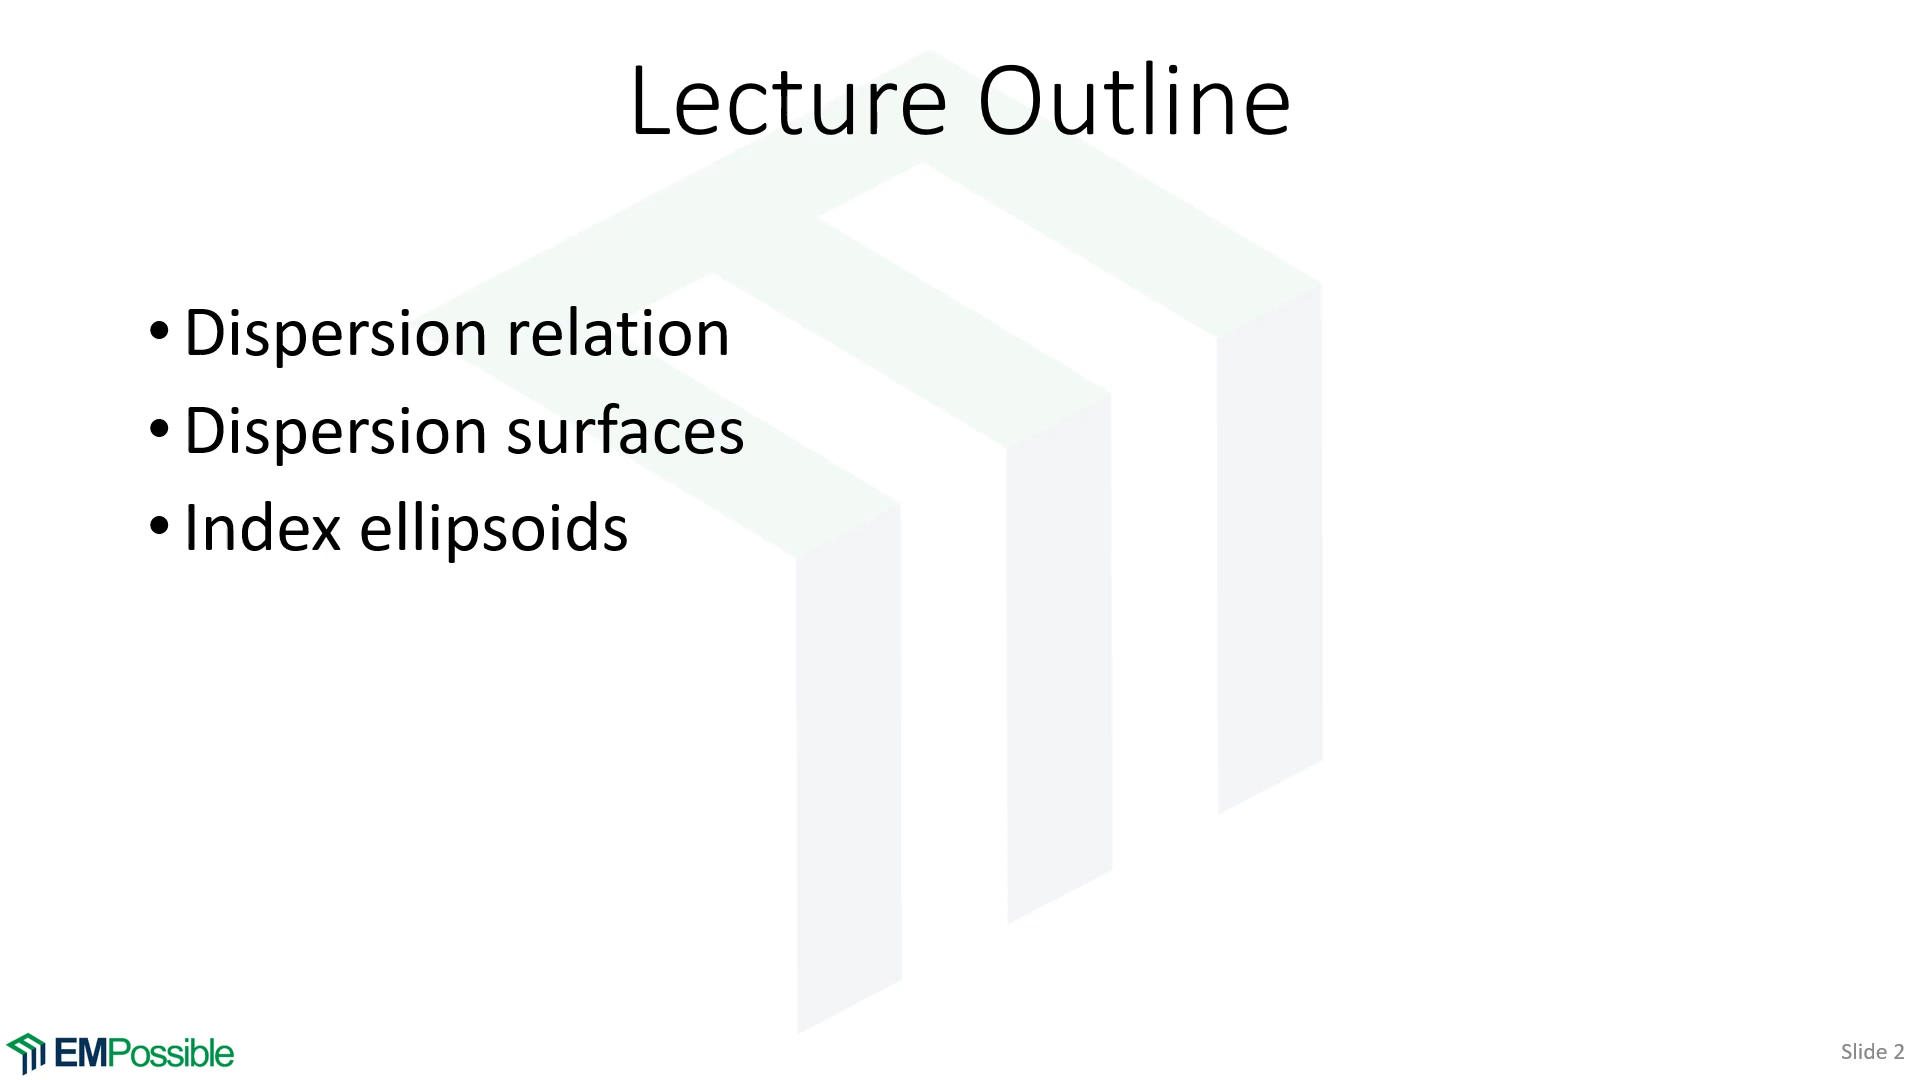 Lecture Outline
• Dispersion relation
• Dispersion surfaces
• Index ellipsoids
EMPossible
Slide 2